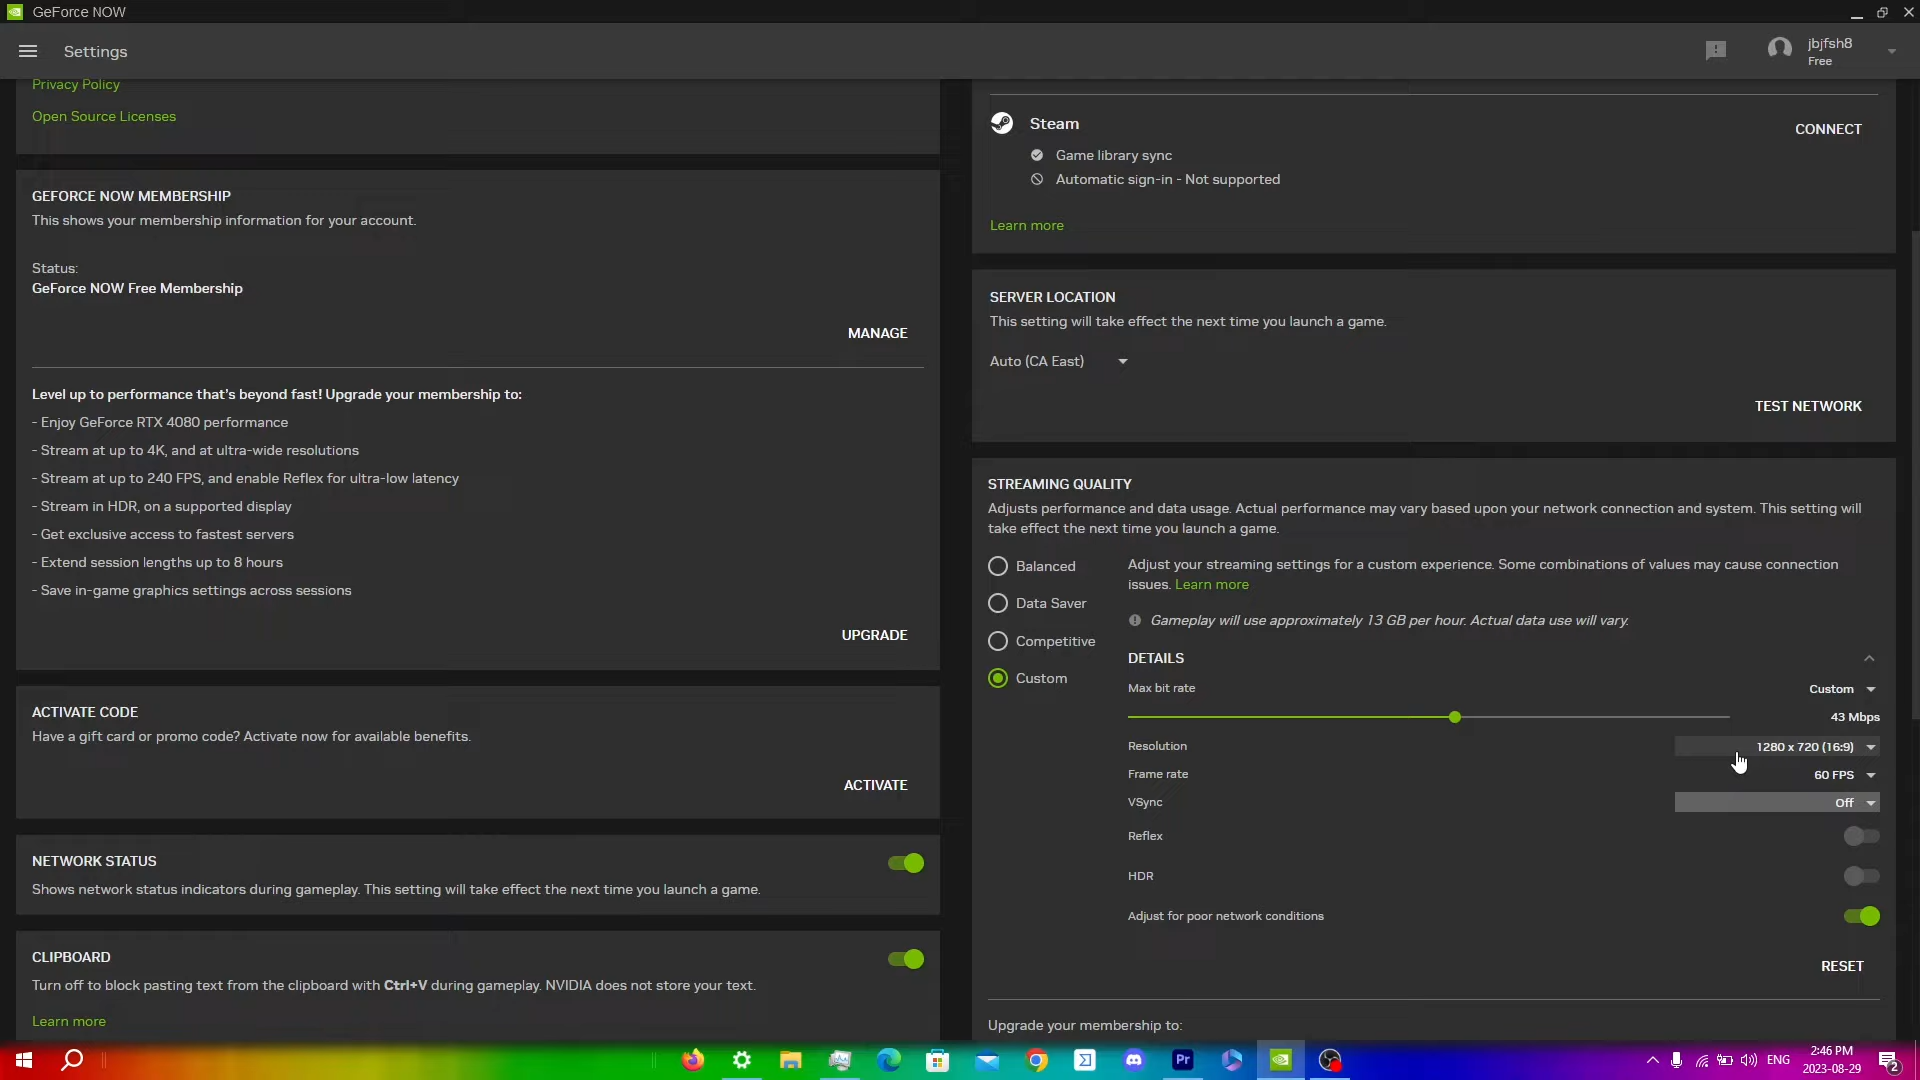 GeForce NOW
Settings
jbjfsh8
Free
Privacy Policy
Open Source Licenses
GEFORCE NOW MEMBERSHIP
This shows your membership information for your account.
Status:
GeForce NOW Free Membership
MANAGE
Level up to performance that's beyond fast! Upgrade your membership to:
- Enjoy GeForce RTX 4080 performance
- Stream at up to 4K, and at ultra-wide resolutions
- Stream at up to 240 FPS, and enable Reflex for ultra-low latency
- Stream in HDR, on a supported display
- Get exclusive access to fastest servers
- Extend session lengths up to 8 hours
- Save in-game graphics settings across sessions
UPGRADE
ACTIVATE CODE
Have a gift card or promo code? Activate now for available benefits.
ACTIVATE
NETWORK STATUS
Shows network status indicators during gameplay. This setting will take effect the next time you launch a game.
CLIPBOARD
Turn off to block pasting text from the clipboard with Ctrl+V during gameplay. NVIDIA does not store your text.
Learn more
Steam
CONNECT
Game library sync
Automatic sign-in - Not supported
Learn more
SERVER LOCATION
This setting will take effect the next time you launch a game.
Auto (CA East)
TEST NETWORK
STREAMING QUALITY
Adjusts performance and data usage. Actual performance may vary based upon your network connection and system. This setting will
take effect the next time you launch a game.
Balanced
Data Saver
Competitive
Custom
Adjust your streaming settings for a custom experience. Some combinations of values may cause connection
issues. Learn more
Gameplay will use approximately 13 GB per hour. Actual data use will vary.
DETAILS
Max bit rate
Custom
43 Mbps
Resolution
1280 x 720 (16:9)
Frame rate
60 FPS
VSync
Off
Reflex
HDR
Adjust for poor network conditions
RESET
Upgrade your membership to:
Pr
ENG
2:46 PM
2023-08-29
2